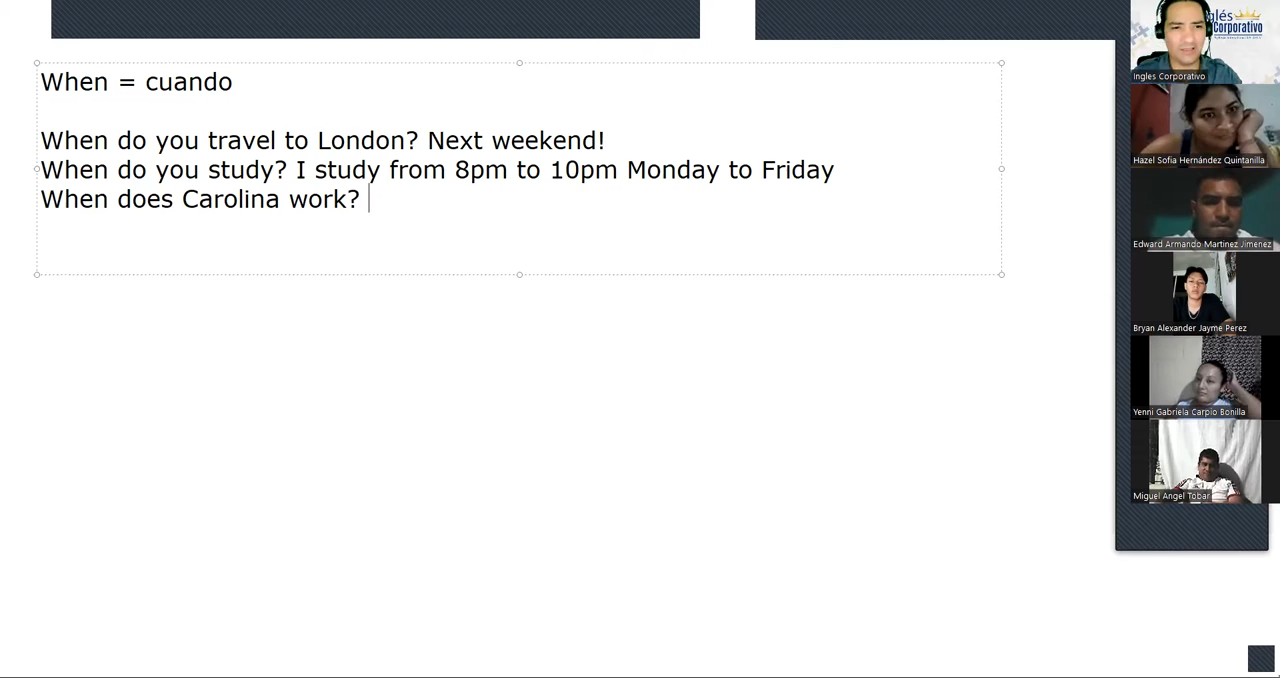 When = cuando
When do you travel to London? Next weekend!
When do you study? I study from 8pm to 10pm Monday to Friday
When does Carolina work?
glés
Corporativo
Ingles Corporativo
Hazel Sofia Hernández Quintanilla
Edward Armando Martinez Jimenez
Bryan Alexander Jayme Perez
Yenni Gabriela Carpio Bonilla
Miguel Angel Tobar